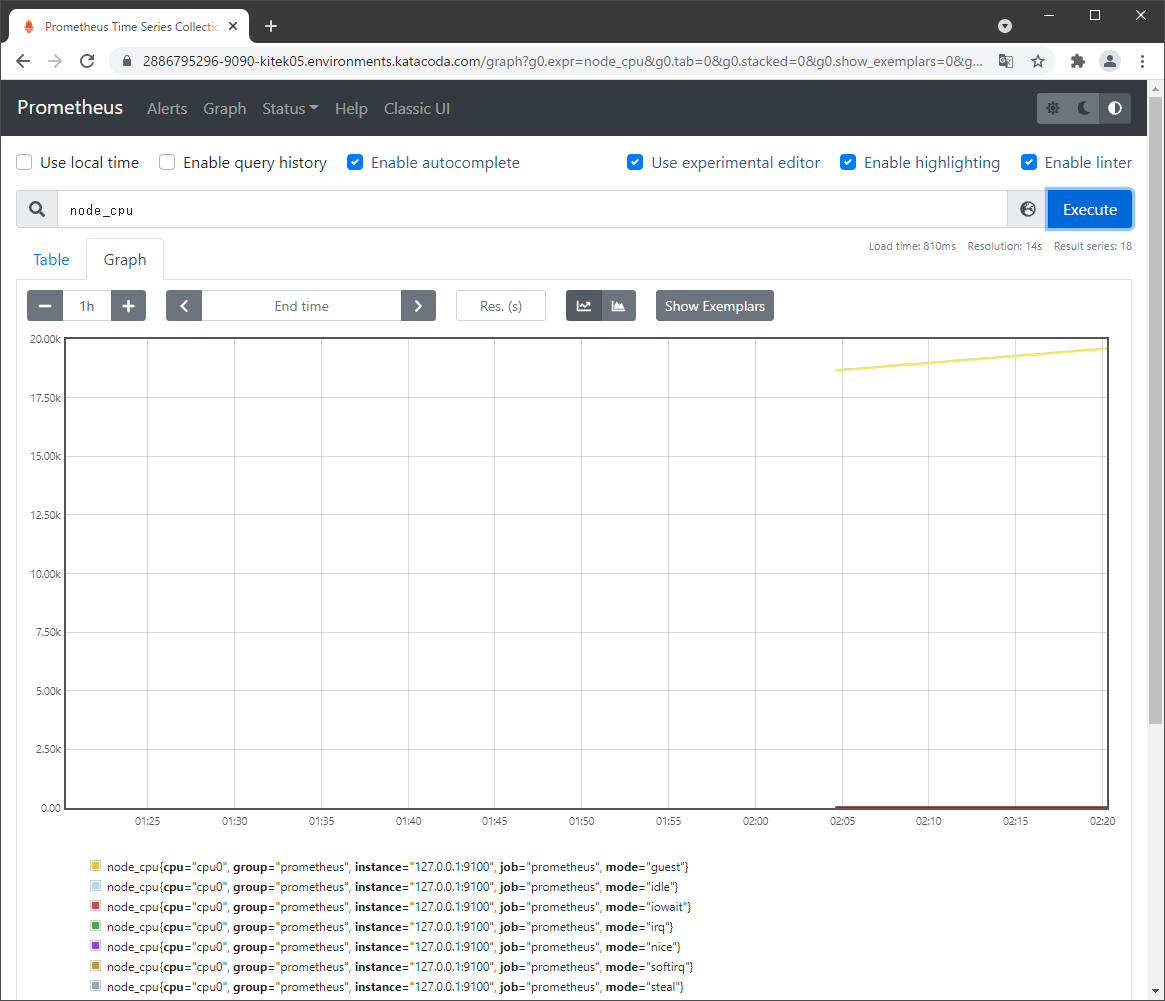 Prometheus Time Series Collectio
2886795296-9090-kitek05.environments.katacoda.com/graph?g0.expr=node_cpu&g0.tab=0&g0.stacked=0&g0.show_exemplars=0&g...
Prometheus Alerts Graph Status Help Classic UI
Use local time Enable query history Enable autocomplete Use experimental editor Enable highlighting Enable linter
node_cpu Execute
Load time: 810ms Resolution: 14s Result series: 18
Table Graph
1h End time Res. (s) Show Exemplars
20.00k
17.50k
15.00k
12.50k
10.00k
7.50k
5.00k
2.50k
0.00
01:25 01:30 01:35 01:40 01:45 01:50 01:55 02:00 02:05 02:10 02:15 02:20
node_cpu{cpu="cpu0", group="prometheus", instance="127.0.0.1:9100", job="prometheus", mode="guest"}
node_cpu{cpu="cpu0", group="prometheus", instance="127.0.0.1:9100", job="prometheus", mode="idle"}
node_cpu{cpu="cpu0", group="prometheus", instance="127.0.0.1:9100", job="prometheus", mode="iowait"}
node_cpu{cpu="cpu0", group="prometheus", instance="127.0.0.1:9100", job="prometheus", mode="irq"}
node_cpu{cpu="cpu0", group="prometheus", instance="127.0.0.1:9100", job="prometheus", mode="nice"}
node_cpu{cpu="cpu0", group="prometheus", instance="127.0.0.1:9100", job="prometheus", mode="softirq"}
node_cpu{cpu="cpu0", group="prometheus", instance="127.0.0.1:9100", job="prometheus", mode="steal"}